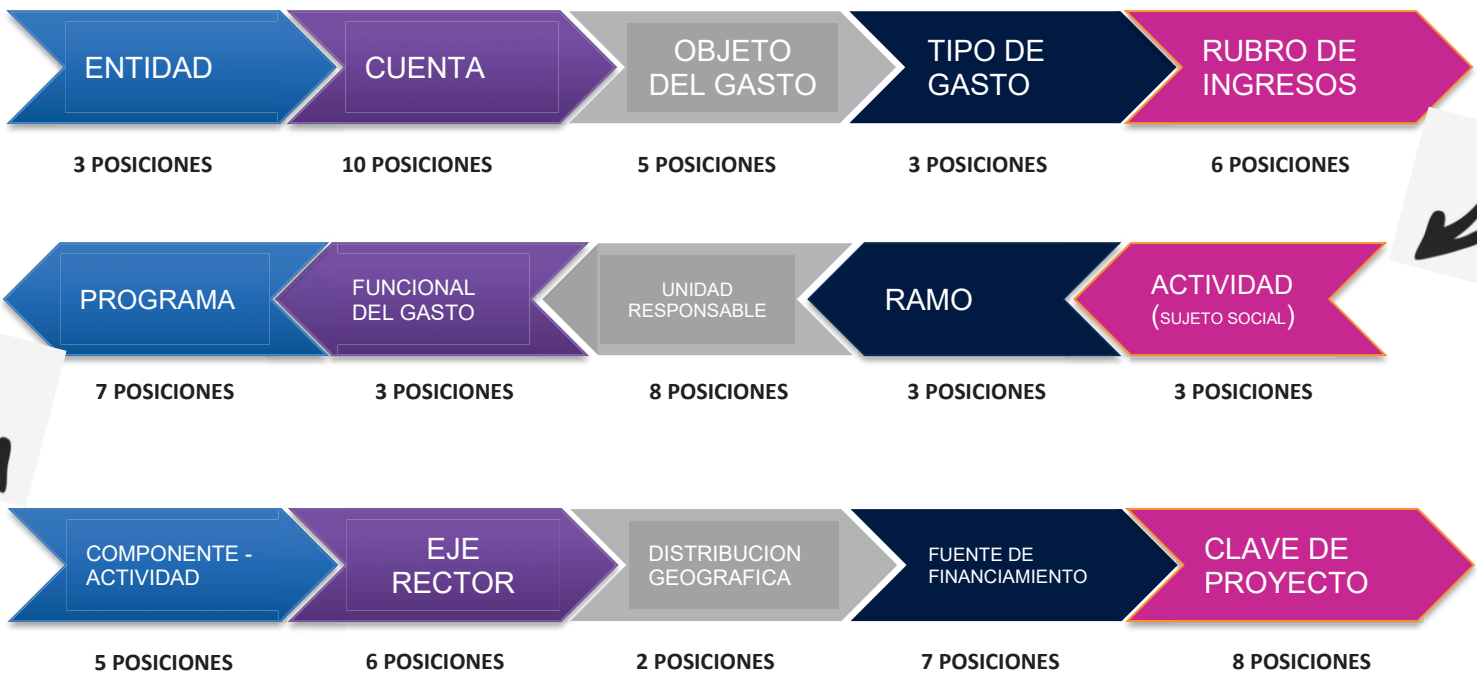 ENTIDAD
CUENTA
OBJETO
DEL GASTO
TIPO DE
GASTO
RUBRO DE
INGRESOS
3 POSICIONES
10 POSICIONES
5 POSICIONES
3 POSICIONES
6 POSICIONES
PROGRAMA
FUNCIONAL
DEL GASTO
UNIDAD
RESPONSABLE
RAMO
ACTIVIDAD
(SUJETO SOCIAL)
7 POSICIONES
3 POSICIONES
8 POSICIONES
3 POSICIONES
3 POSICIONES
COMPONENTE -
ACTIVIDAD
EJE
RECTOR
DISTRIBUCION
GEOGRAFICA
FUENTE DE
FINANCIAMIENTO
CLAVE DE
PROYECTO
5 POSICIONES
6 POSICIONES
2 POSICIONES
7 POSICIONES
8 POSICIONES